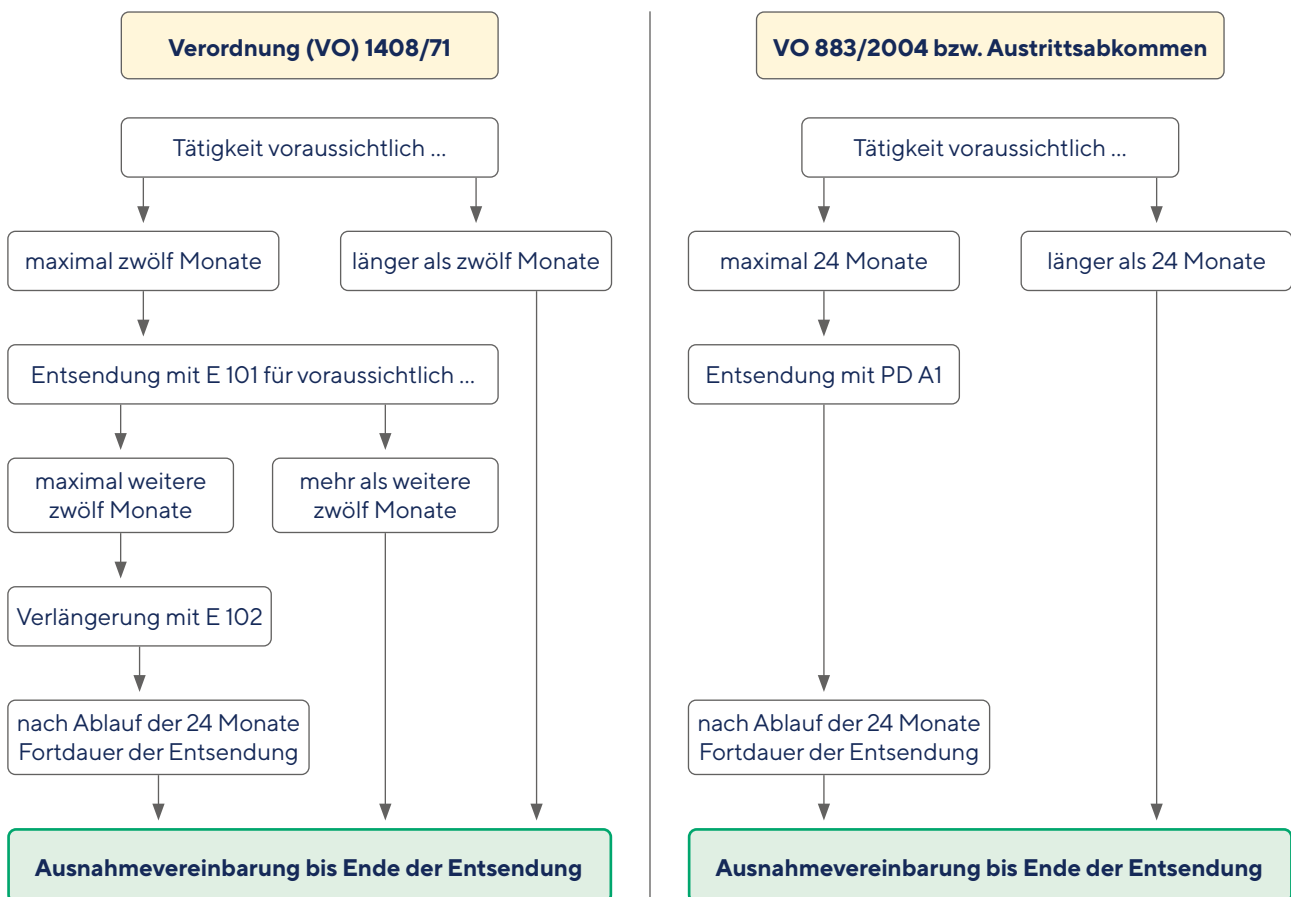 Verordnung (VO) 1408/71
Tätigkeit voraussichtlich ...
maximal zwölf Monate
länger als zwölf Monate
Entsendung mit E 101 für voraussichtlich ...
maximal weitere
zwölf Monate
mehr als weitere
zwölf Monate
Verlängerung mit E 102
nach Ablauf der 24 Monate
Fortdauer der Entsendung
Ausnahmevereinbarung bis Ende der Entsendung
VO 883/2004 bzw. Austrittsabkommen
Tätigkeit voraussichtlich ...
maximal 24 Monate
länger als 24 Monate
Entsendung mit PD A1
nach Ablauf der 24 Monate
Fortdauer der Entsendung
Ausnahmevereinbarung bis Ende der Entsendung